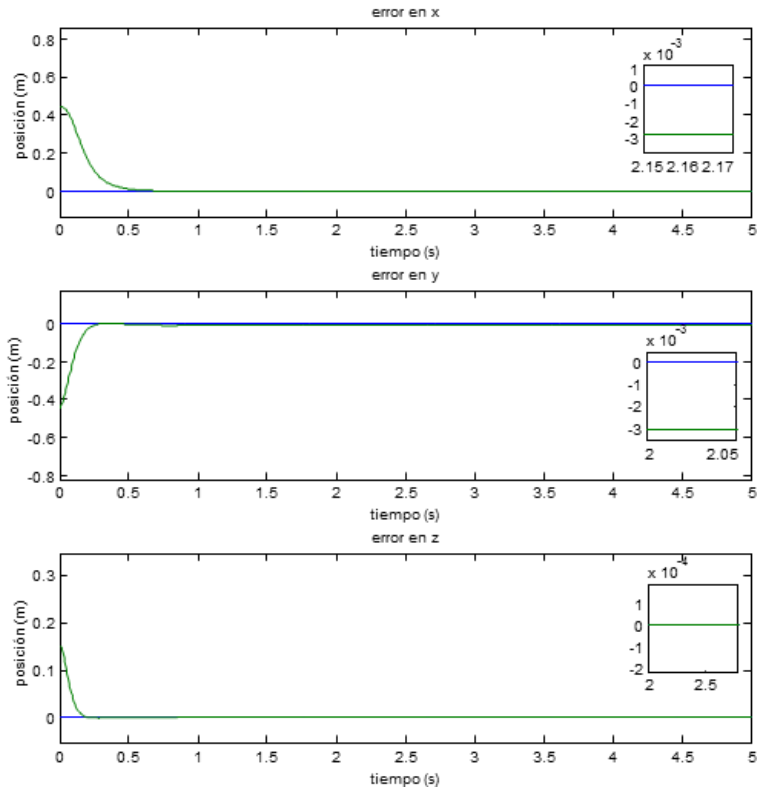 error en x
posición (m)
0.8
0.6
0.4
0.2
0
x 10^-3
1
0
-1
-2
-3
2.15 2.16 2.17
0 0.5 1 1.5 2 2.5 3 3.5 4 4.5 5
tiempo (s)
error en y
posición (m)
0
-0.2
-0.4
-0.6
-0.8
x 10^-3
0
-1
-2
-3
2 2.05
0 0.5 1 1.5 2 2.5 3 3.5 4 4.5 5
tiempo (s)
error en z
posición (m)
0.3
0.2
0.1
0
x 10^-4
1
0
-1
-2
2 2.5
0 0.5 1 1.5 2 2.5 3 3.5 4 4.5 5
tiempo (s)